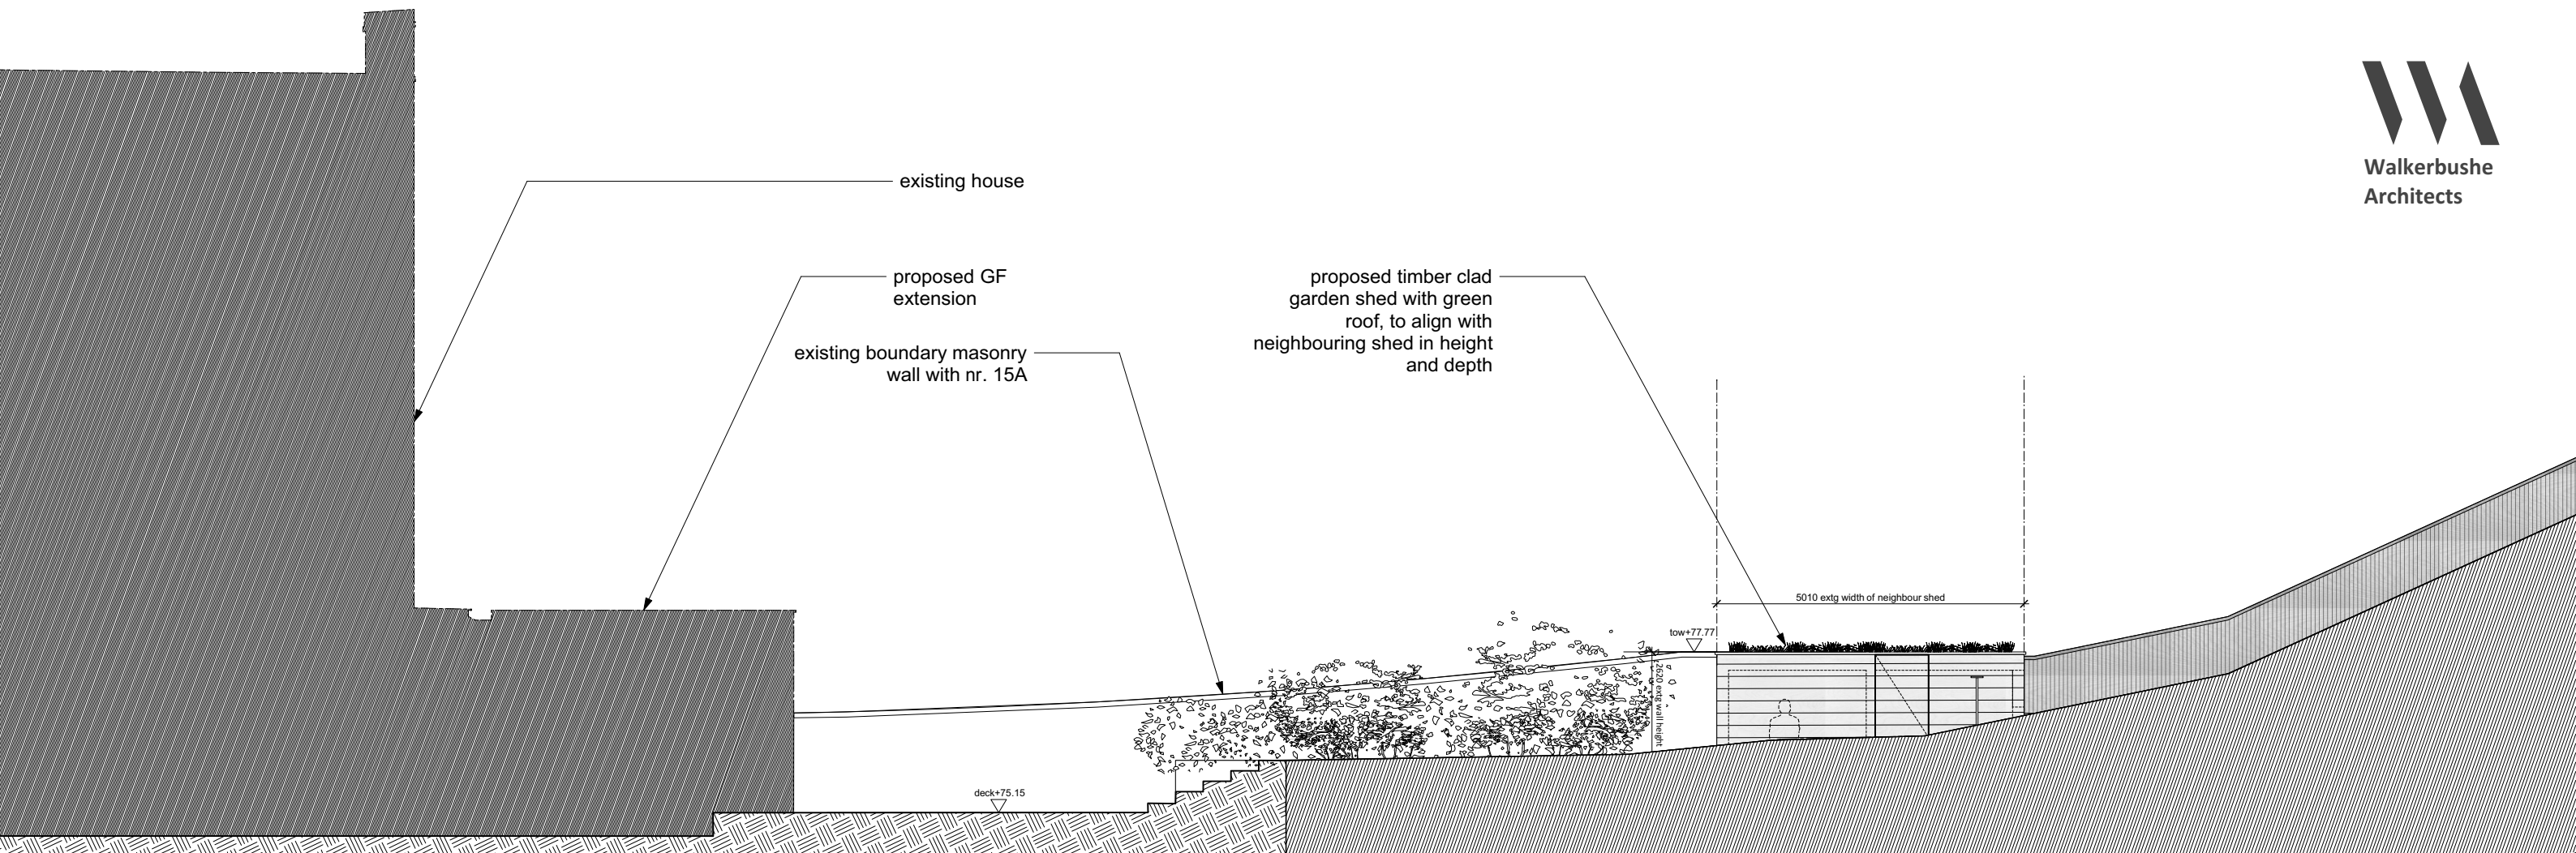 Walkerbushe
Architects
existing house
proposed GF
extension
existing boundary masonry
wall with nr. 15A
proposed timber clad
garden shed with green
roof, to align with
neighbouring shed in height
and depth
5010 extg width of neighbour shed
tow+77.77
2620 extg wall height
deck+75.15